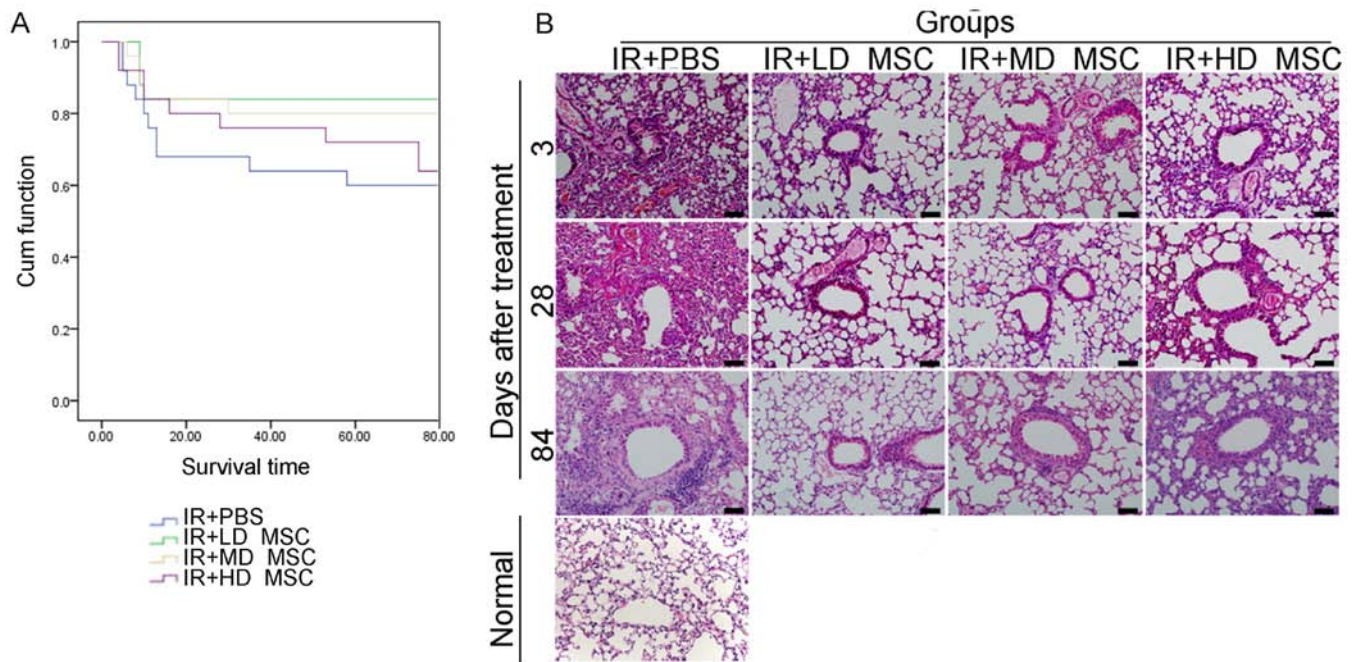 A
1.0
0.8
0.6
0.4
0.2
0.0
Cum function
0.00 20.00 40.00 60.00 80.00
Survival time
IR+PBS
IR+LD MSC
IR+MD MSC
IR+HD MSC
B
Groups
IR+PBS IR+LD MSC IR+MD MSC IR+HD MSC
Days after treatment
3
28
84
Normal